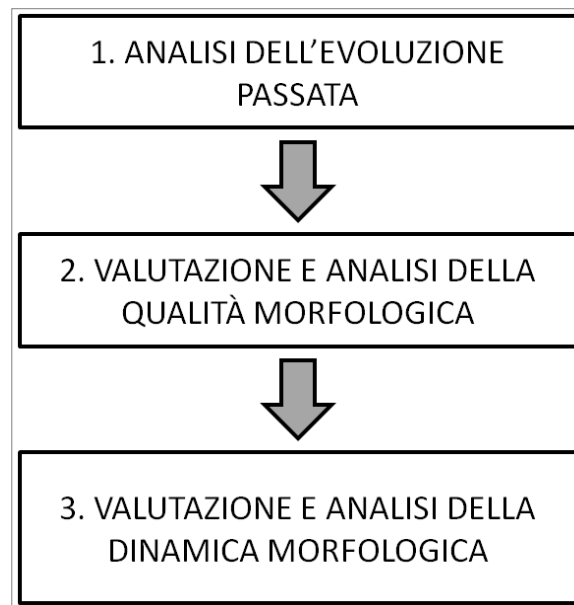 1. ANALISI DELL’EVOLUZIONE
PASSATA
2. VALUTAZIONE E ANALISI DELLA
QUALITÀ MORFOLOGICA
3. VALUTAZIONE E ANALISI DELLA
DINAMICA MORFOLOGICA